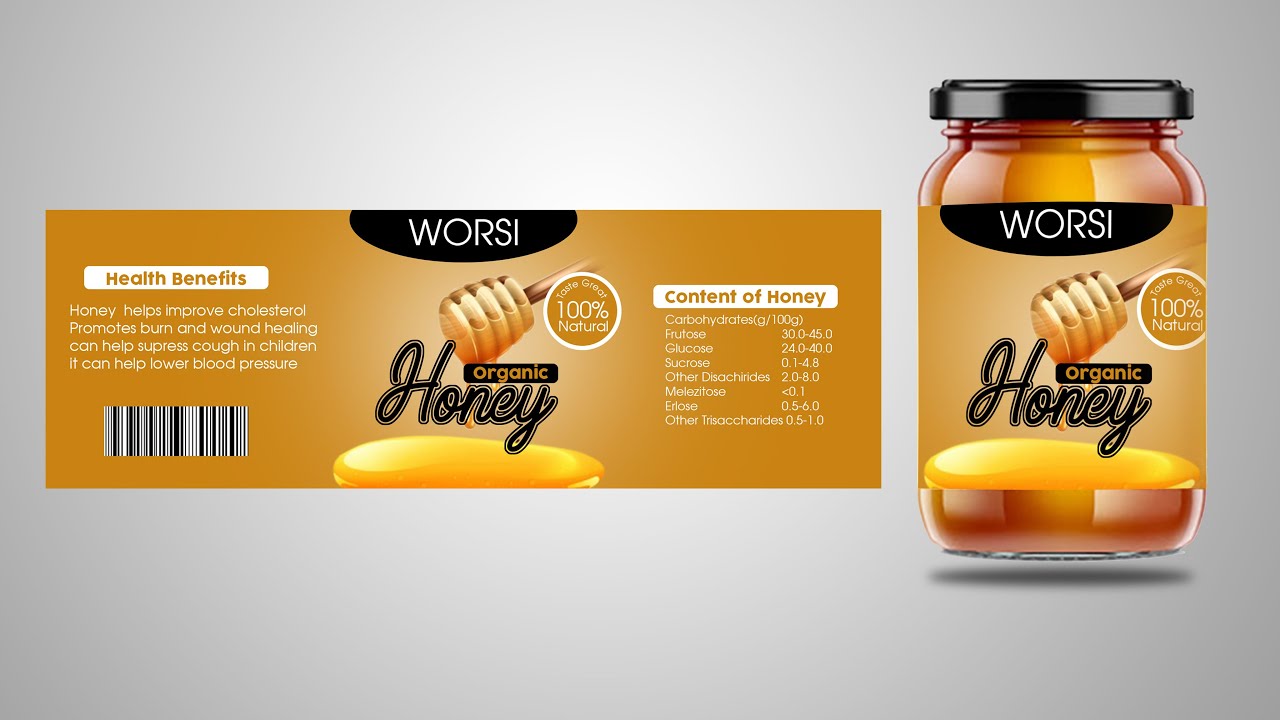 WORSI
Health Benefits
Honey helps improve cholesterol
Promotes burn and wound healing
can help supress cough in children
it can help lower blood pressure
Taste Great
100%
Natural
Organic
Honey
Content of Honey
Carbohydrates(g/100g)
Frutose 30.0-45.0
Glucose 24.0-40.0
Sucrose 0.1-4.8
Other Disachirides 2.0-8.0
Melezitose <0.1
Erlose 0.5-6.0
Other Trisaccharides 0.5-1.0
WORSI
Taste Great
100%
Natural
Organic
Honey